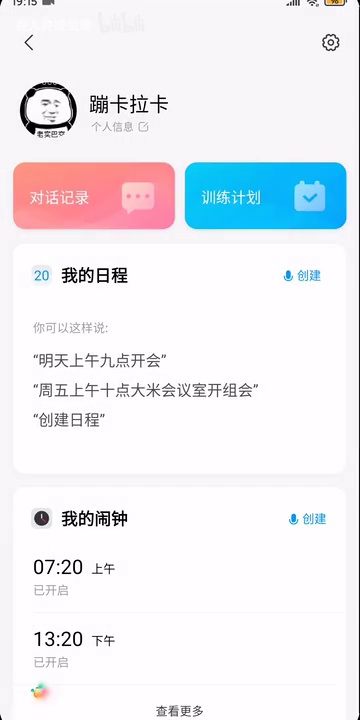 19:15
bilibili
96
蹦卡拉卡
个人信息
老实巴交
对话记录
训练计划
20 我的日程 创建
你可以这样说:
“明天上午九点开会”
“周五上午十点大米会议室开组会”
“创建日程”
我的闹钟 创建
07:20 上午
已开启
13:20 下午
已开启
查看更多